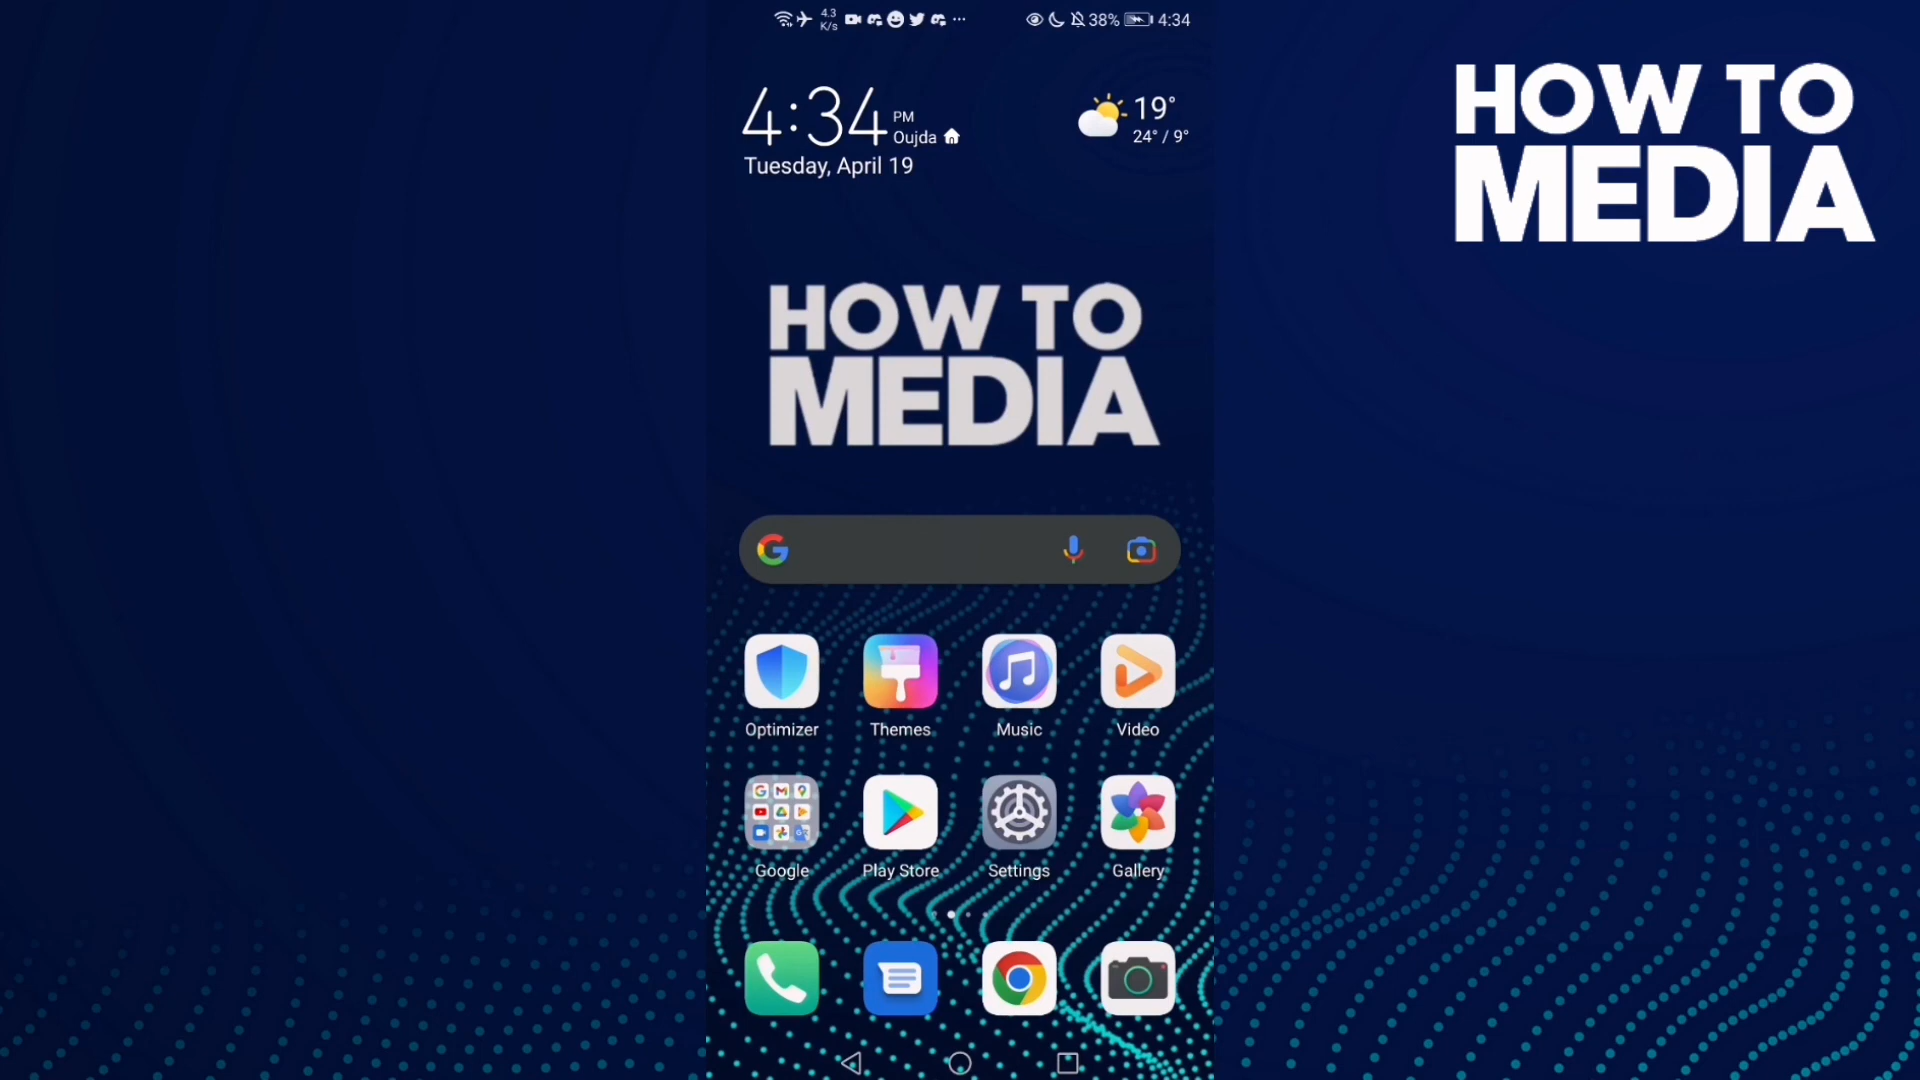 4.3
K/s
38%
4:34
4:34
PM
Oujda
19°
24° / 9°
Tuesday, April 19
HOW TO
MEDIA
HOW TO
MEDIA
Optimizer
Themes
Music
Video
Google
Play Store
Settings
Gallery